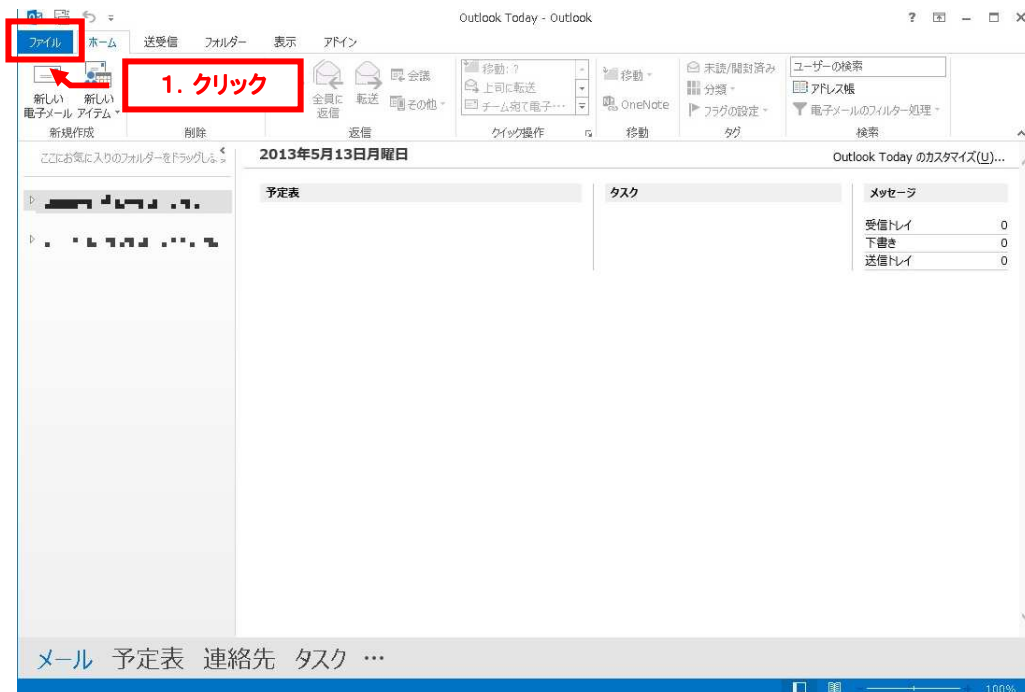 Outlook Today - Outlook
ファイル ホーム 送受信 フォルダー 表示 アドイン
1. クリック
新しい
電子メール
新しい
アイテム
新規作成
削除
全員に
返信
転送
会議
その他
返信
移動: ?
上司に転送
チーム宛て電子…
クイック操作
移動
OneNote
移動
未読/開封済み
分類
フラグの設定
タグ
ユーザーの検索
アドレス帳
電子メールのフィルター処理
検索
ここにお気に入りのフォルダーをドラッグしま
2013年5月13日月曜日
Outlook Today のカスタマイズ(U)...
予定表
タスク
メッセージ
受信トレイ 0
下書き 0
送信トレイ 0
メール 予定表 連絡先 タスク …
100%